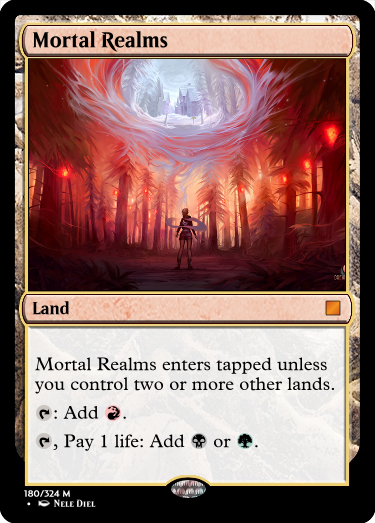 Mortal Realms
Land
Mortal Realms enters tapped unless
you control two or more other lands.
: Add .
, Pay 1 life: Add or .
180/324 M
• Nele Diel